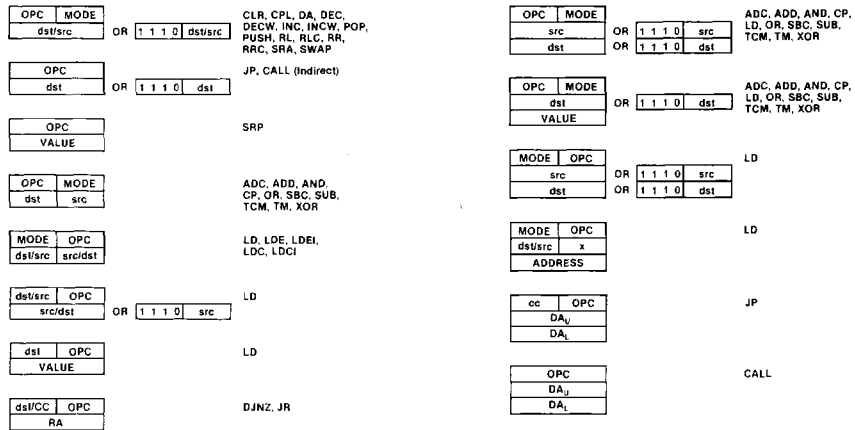 OPC MODE
dst/src OR 1 1 1 0 dst/src
CLR, CPL, DA, DEC,
DECW, INC, INCW, POP,
PUSH, RL, RLC, RR,
RRC, SRA, SWAP
OPC
dst OR 1 1 1 0 dst
JP, CALL (Indirect)
OPC
VALUE
SRP
OPC MODE
dst src
ADC, ADD, AND,
CP, OR, SBC, SUB,
TCM, TM, XOR
MODE OPC
dst/src src/dst
LD, LDE, LDEI,
LDC, LDCI
dst/src OPC
src/dst OR 1 1 1 0 src
LD
dst OPC
VALUE
LD
dst/CC OPC
RA
DJNZ, JR
OPC MODE
src OR 1 1 1 0 src
dst OR 1 1 1 0 dst
ADC, ADD, AND, CP,
LD, OR, SBC, SUB,
TCM, TM, XOR
OPC MODE
dst OR 1 1 1 0 dst
VALUE
ADC, ADD, AND, CP,
LD, OR, SBC, SUB,
TCM, TM, XOR
MODE OPC
src OR 1 1 1 0 src
dst OR 1 1 1 0 dst
LD
MODE OPC
dst/src x
ADDRESS
LD
cc OPC
DAU
DAL
JP
OPC
DAU
DAL
CALL